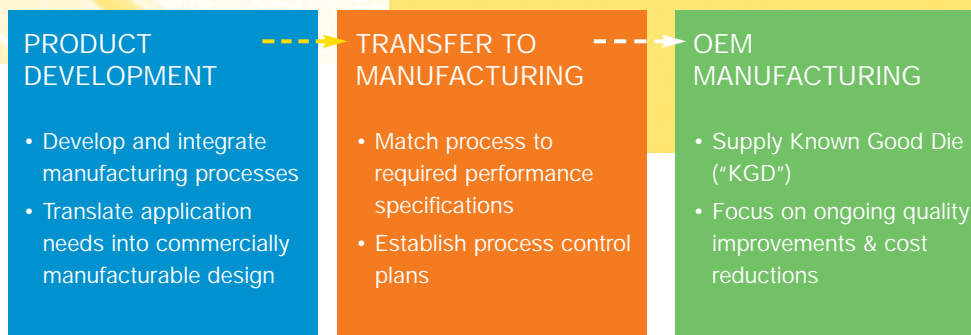 PRODUCT
DEVELOPMENT
• Develop and integrate
manufacturing processes
• Translate application
needs into commercially
manufacturable design
TRANSFER TO
MANUFACTURING
• Match process to
required performance
specifications
• Establish process control
plans
OEM
MANUFACTURING
• Supply Known Good Die
("KGD")
• Focus on ongoing quality
improvements & cost
reductions